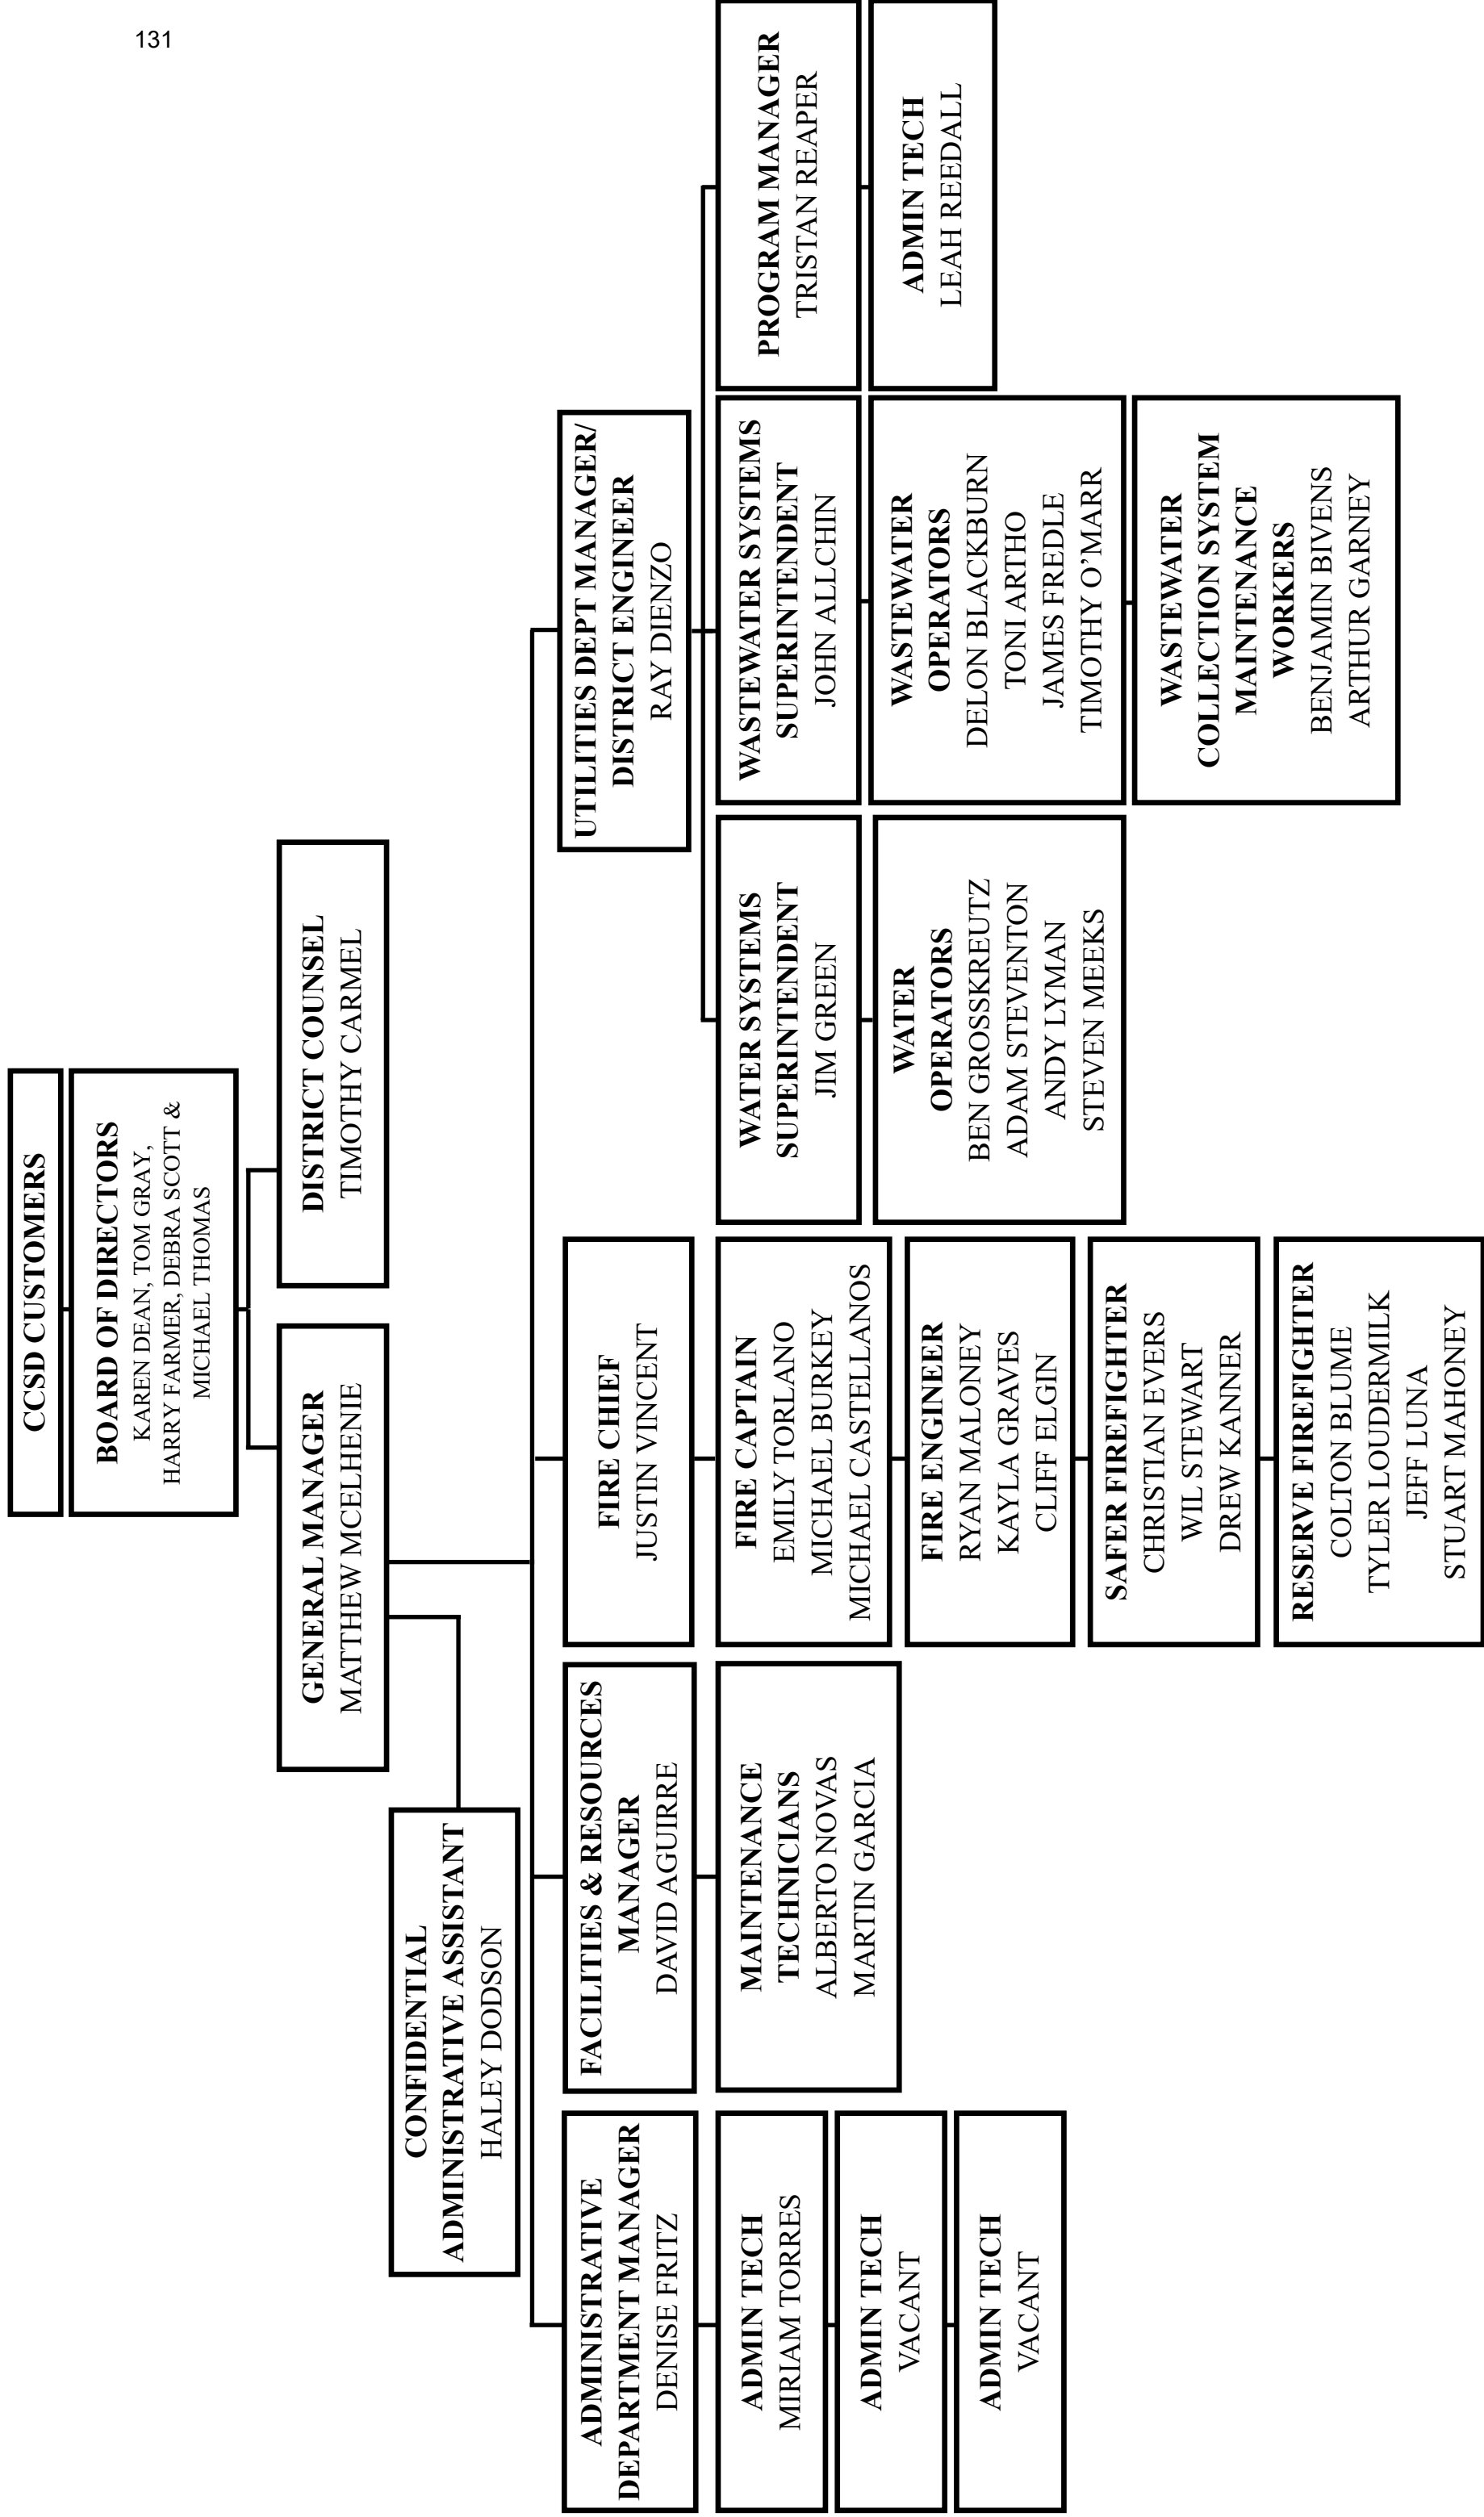 131
CCSD CUSTOMERS
BOARD OF DIRECTORS
KAREN DEAN, TOM GRAY,
HARRY FARMER, DEBRA SCOTT &
MICHAEL THOMAS
GENERAL MANAGER
MATTHEW MCELHENIE
DISTRICT COUNSEL
TIMOTHY CARMEL
CONFIDENTIAL
ADMINISTRATIVE ASSISTANT
HALEY DODSON
ADMINISTRATIVE
DEPARTMENT MANAGER
DENISE FRITZ
ADMIN TECH
MIRIAM TORRES
ADMIN TECH
VACANT
ADMIN TECH
VACANT
FACILITIES & RESOURCES
MANAGER
DAVID AGUIRRE
MAINTENANCE
TECHNICIANS
ALBERTO NOVAS
MARTIN GARCIA
FIRE CHIEF
JUSTIN VINCENT
FIRE CAPTAIN
EMILY TORLANO
MICHAEL BURKEY
MICHAEL CASTELLANOS
FIRE ENGINEER
RYAN MALONEY
KAYLA GRAVES
CLIFF ELGIN
SAFER FIREFIGHTER
CHRISTIAN EVERS
WIL STEWART
DREW KANNER
RESERVE FIREFIGHTER
COLTON BLUME
TYLER LOUDERMILK
JEFF LUNA
STUART MAHONEY
UTILITIES DEPT MANAGER/
DISTRICT ENGINEER
RAY DIENZO
WATER SYSTEMS
SUPERINTENDENT
JIM GREEN
WATER
OPERATORS
BEN GROSSKREUTZ
ADAM STEVENTON
ANDY LYMAN
STEVEN MEEKS
WASTEWATER SYSTEMS
SUPERINTENDENT
JOHN ALLCHIN
WASTEWATER
OPERATORS
DELON BLACKBURN
TONI ARTHO
JAMES FREDLE
TIMOTHY O’MARR
WASTEWATER
COLLECTION SYSTEM
MAINTENANCE
WORKERS
BENJAMIN BIVENS
ARTHUR GARNEY
PROGRAM MANAGER
TRISTAN REAPER
ADMIN TECH
LEAH REEDALL